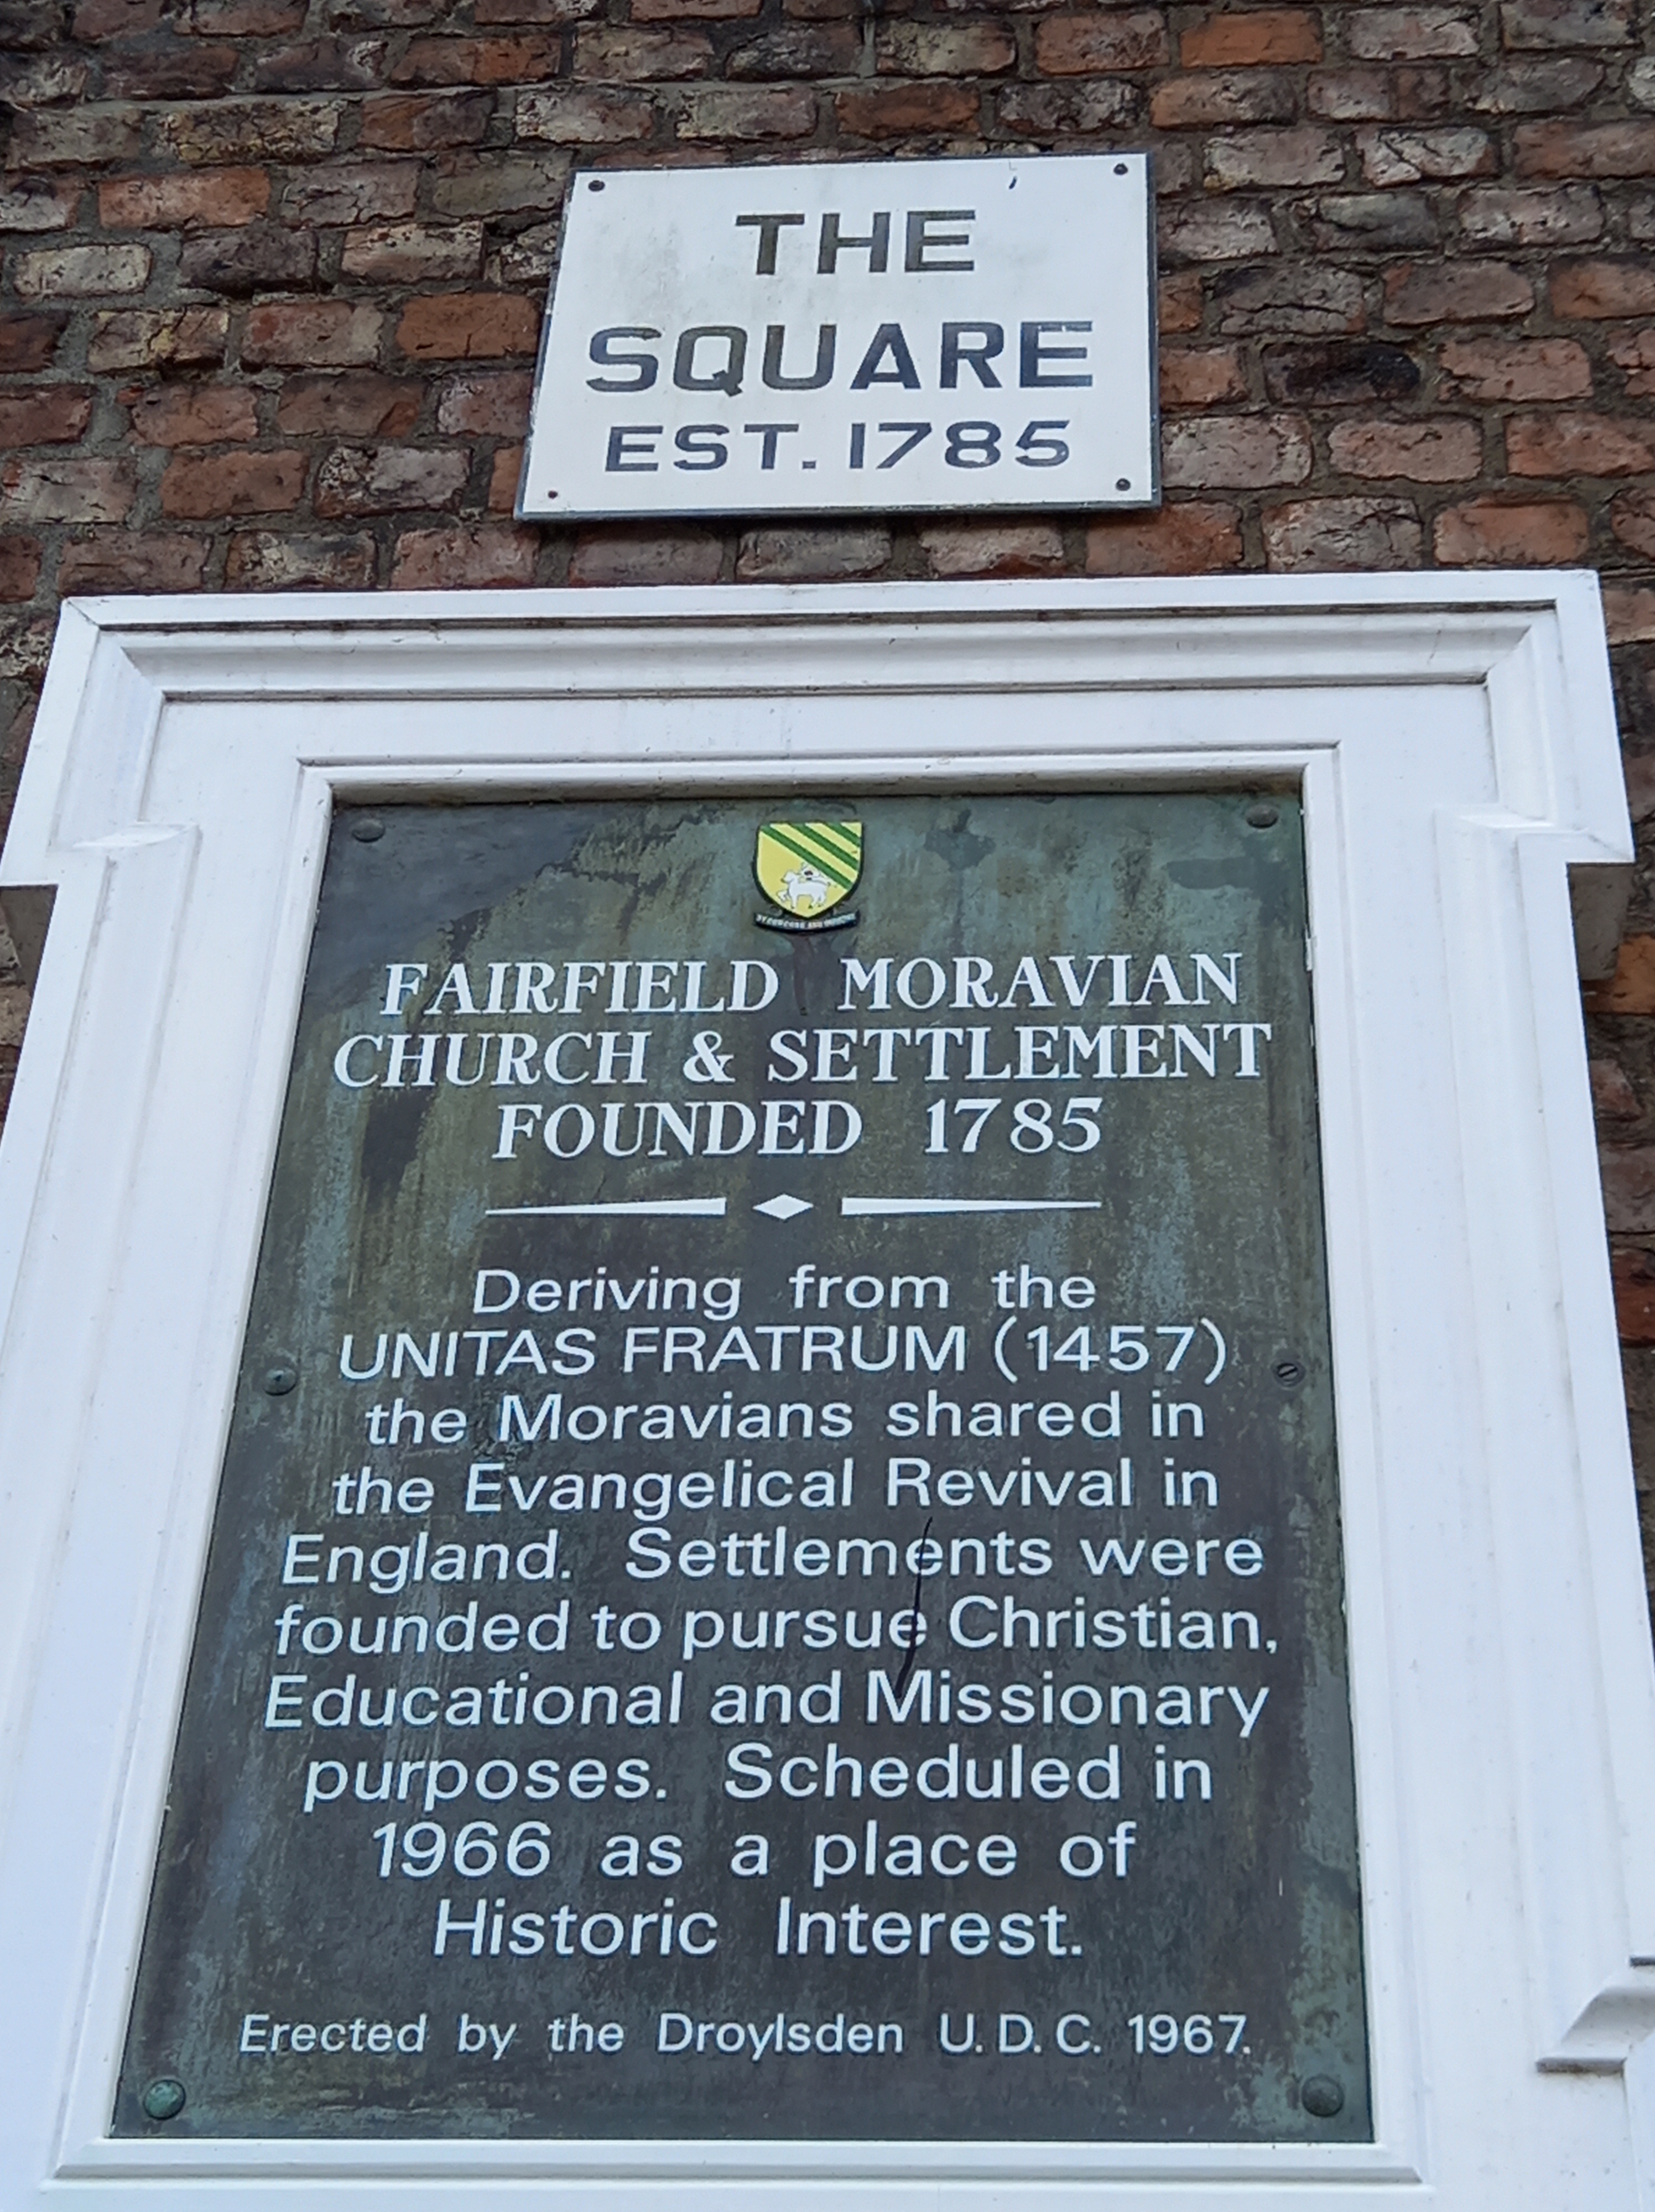 THE
SQUARE
EST. 1785
FAIRFIELD MORAVIAN
CHURCH & SETTLEMENT
FOUNDED 1785
Deriving from the
UNITAS FRATRUM (1457)
the Moravians shared in
the Evangelical Revival in
England. Settlements were
founded to pursue Christian,
Educational and Missionary
purposes. Scheduled in
1966 as a place of
Historic Interest.
Erected by the Droylsden U.D.C. 1967.